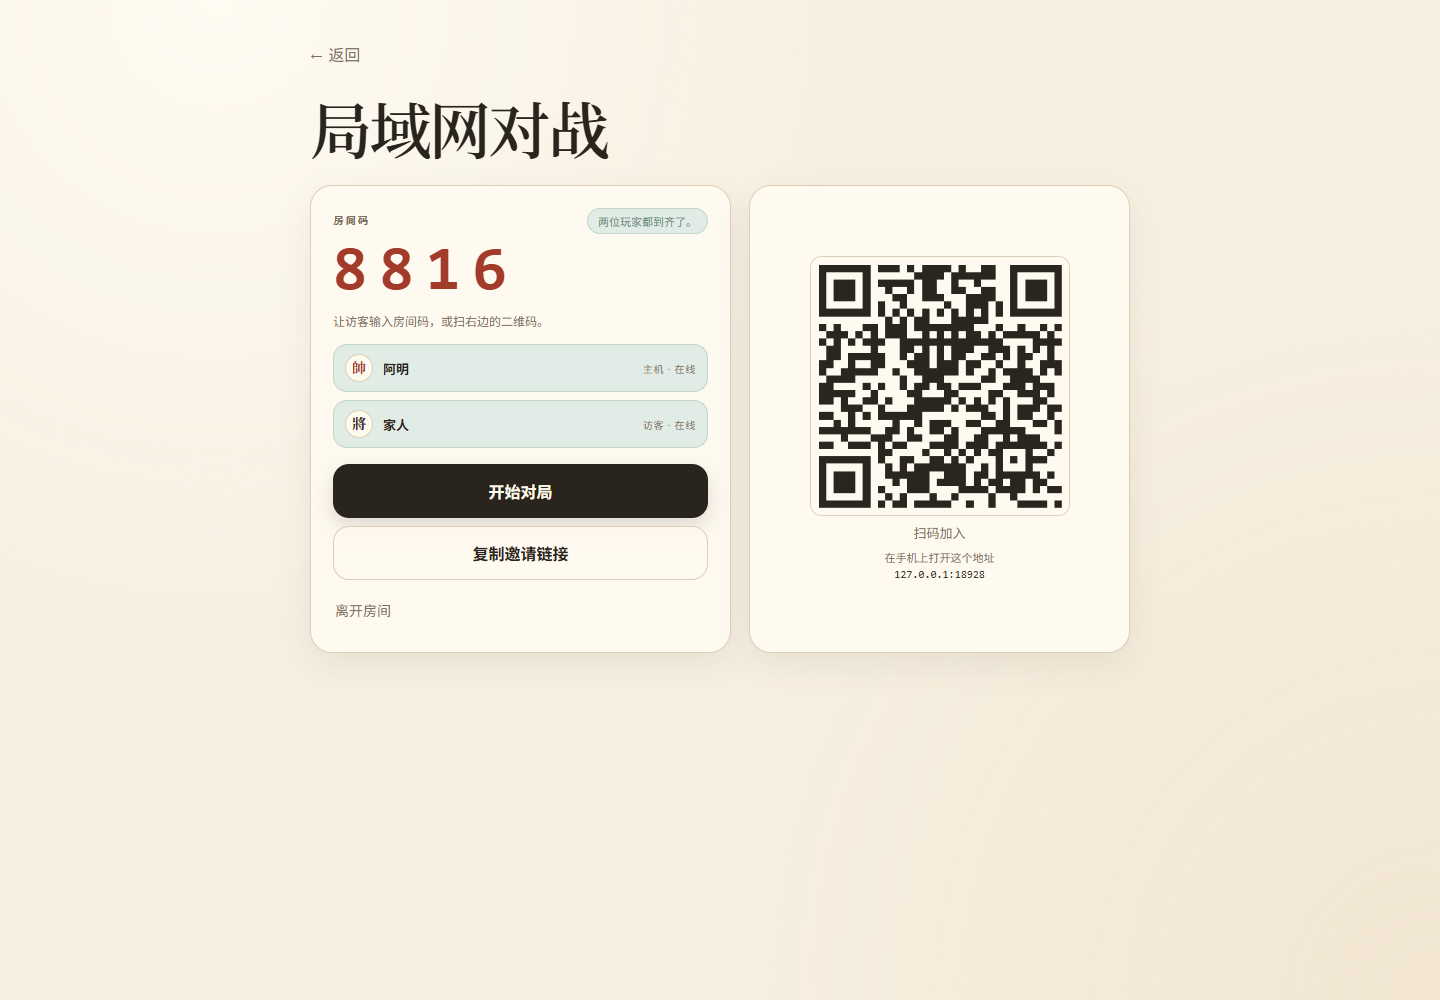 ← 返回
局域网对战
房间码
两位玩家都到齐了。
8816
让访客输入房间码，或扫右边的二维码。
帥 阿明 主机 · 在线
將 家人 访客 · 在线
开始对局
复制邀请链接
离开房间
扫码加入
在手机上打开这个地址
127.0.0.1:18928